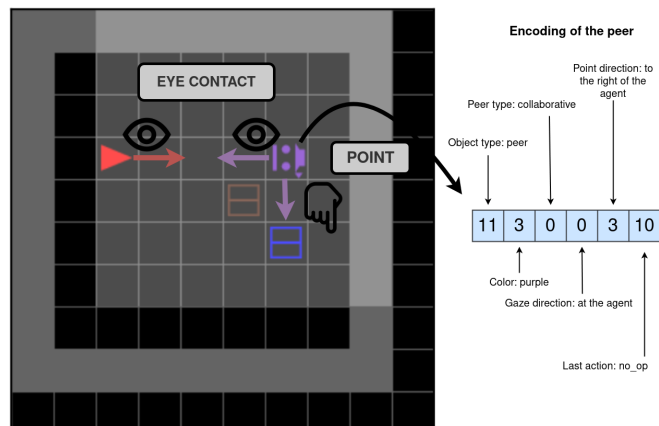 Encoding of the peer
Point direction: to
the right of the
agent
EYE CONTACT
Peer type: collaborative
Object type: peer
POINT
11 3 0 0 3 10
Color: purple
Gaze direction: at the agent
Last action: no_op